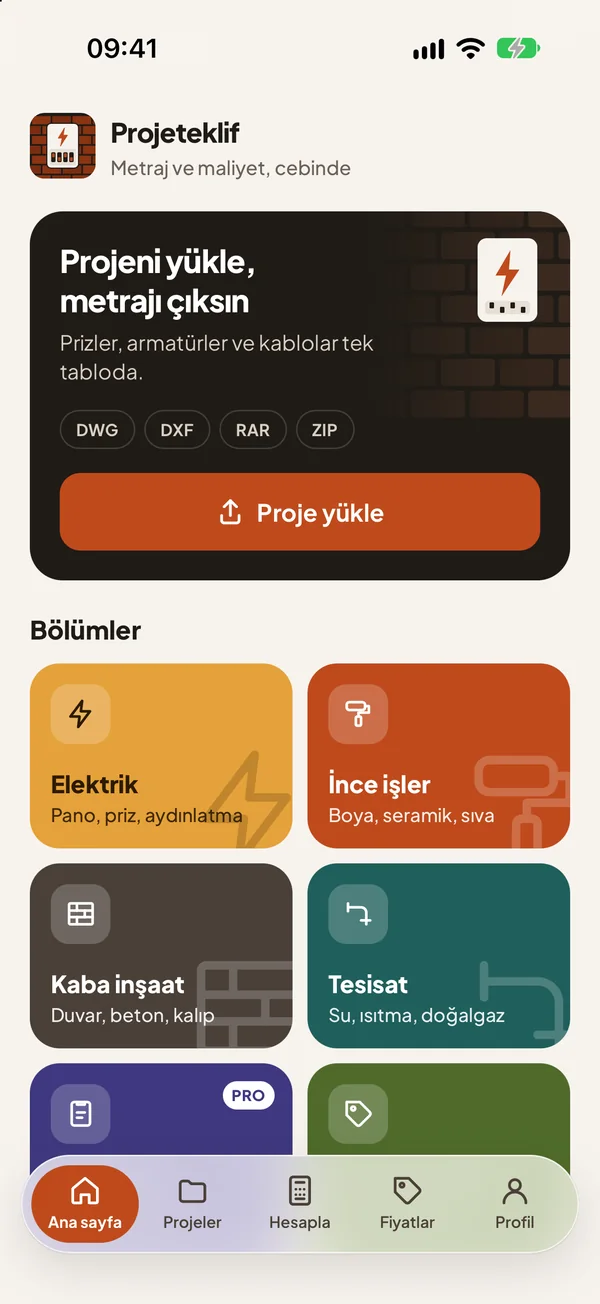 09:41
Projeteklif
Metraj ve maliyet, cebinde
Projeni yükle,
metrajı çıksın
Prizler, armatürler ve kablolar tek
tabloda.
DWG DXF RAR ZIP
Proje yükle
Bölümler
Elektrik
Pano, priz, aydınlatma
İnce işler
Boya, seramik, sıva
Kaba inşaat
Duvar, beton, kalıp
Tesisat
Su, ısıtma, doğalgaz
PRO
Ana sayfa Projeler Hesapla Fiyatlar Profil